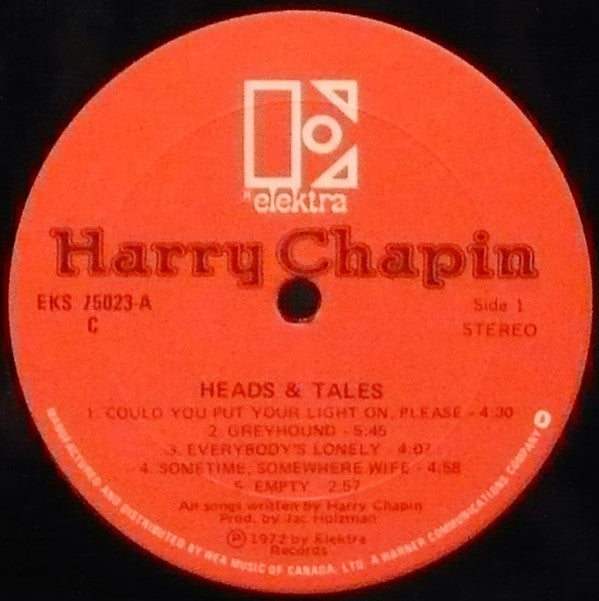 elektra
Harry Chapin
EKS 75023-A
C
Side 1
STEREO
HEADS & TALES
1. COULD YOU PUT YOUR LIGHT ON, PLEASE - 4:30
2. GREYHOUND - 5:45
3. EVERYBODY'S LONELY - 4:07
4. SOMETIME, SOMEWHERE WIFE - 4:58
5. EMPTY - 2:57
All songs written by Harry Chapin
Prod. by Jac Holzman
Ⓟ 1972 by Elektra
Records
MANUFACTURED AND DISTRIBUTED BY WEA MUSIC OF CANADA, LTD. A WARNER COMMUNICATIONS COMPANY